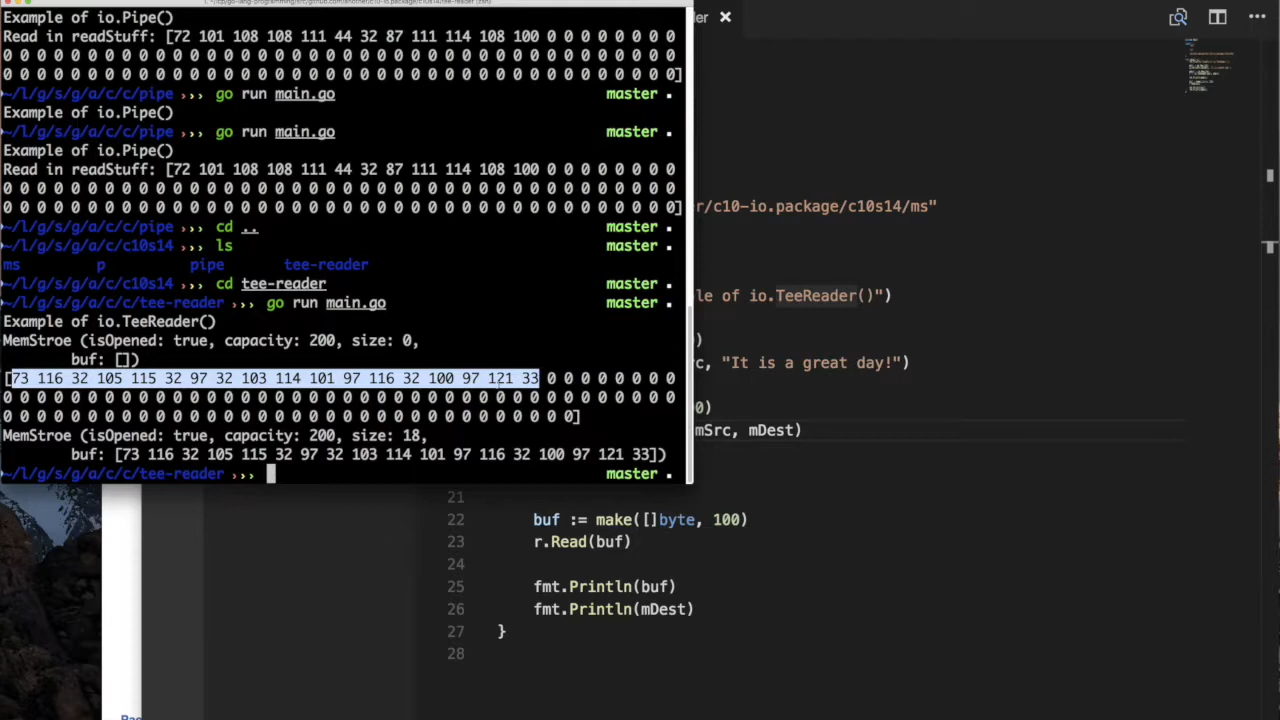 Example of io.Pipe()
Read in readStuff: [72 101 108 108 111 44 32 87 111 114 108 100 0 0 0 0 0 0 0 0
0 0 0 0 0 0 0 0 0 0 0 0 0 0 0 0 0 0 0 0 0 0 0 0 0 0 0 0 0 0 0 0 0 0 0 0 0 0 0 0
0 0 0 0 0 0 0 0 0 0 0 0 0 0 0 0 0 0 0 0 0 0 0 0 0 0 0 0 0 0 0 0 0 0 0 0 0 0 0 0]
~/l/g/s/g/a/c/c/pipe ››› go run main.go master .
Example of io.Pipe()
~/l/g/s/g/a/c/c/pipe ››› go run main.go master .
Example of io.Pipe()
Read in readStuff: [72 101 108 108 111 44 32 87 111 114 108 100 0 0 0 0 0 0 0 0
0 0 0 0 0 0 0 0 0 0 0 0 0 0 0 0 0 0 0 0 0 0 0 0 0 0 0 0 0 0 0 0 0 0 0 0 0 0 0 0
0 0 0 0 0 0 0 0 0 0 0 0 0 0 0 0 0 0 0 0 0 0 0 0 0 0 0 0 0 0 0 0 0 0 0 0 0 0 0 0]
~/l/g/s/g/a/c/c/pipe ››› cd .. master .
~/l/g/s/g/a/c/c10s14 ››› ls master .
ms p pipe tee-reader
~/l/g/s/g/a/c/c10s14 ››› cd tee-reader master .
~/l/g/s/g/a/c/c/tee-reader ››› go run main.go master .
Example of io.TeeReader()
MemStroe (isOpened: true, capacity: 200, size: 0,
buf: [])
[73 116 32 105 115 32 97 32 103 114 101 97 116 32 100 97 121 33 0 0 0 0 0 0 0 0
0 0 0 0 0 0 0 0 0 0 0 0 0 0 0 0 0 0 0 0 0 0 0 0 0 0 0 0 0 0 0 0 0 0 0 0 0 0 0 0
0 0 0 0 0 0 0 0 0 0 0 0 0 0 0 0 0 0 0 0 0 0 0 0 0 0 0 0 0 0 0 0 0 0]
MemStroe (isOpened: true, capacity: 200, size: 18,
buf: [73 116 32 105 115 32 97 32 103 114 101 97 116 32 100 97 121 33])
~/l/g/s/g/a/c/c/tee-reader ››› master .
er
r/c10-io.package/c10s14/ms"
le of io.TeeReader()")
)
c, "It is a great day!")
0)
mSrc, mDest)
21
22 buf := make([]byte, 100)
23 r.Read(buf)
24
25 fmt.Println(buf)
26 fmt.Println(mDest)
27 }
28